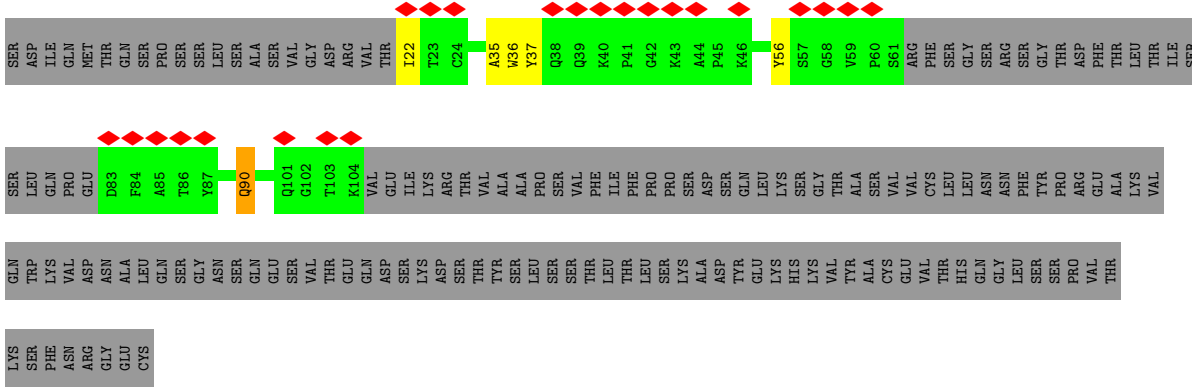 SER ASP ILE GLN MET THR GLN SER PRO SER SER LEU SER ALA SER VAL GLY ASP ARG VAL THR I22 T23 C24 A35 W36 Y37 Q38 Q39 K40 P41 G42 K43 A44 P45 K46 Y56 S57 G58 V59 P60 S61 ARG PHE SER GLY SER ARG SER GLY THR ASP PHE THR LEU THR ILE SER
SER LEU GLN PRO GLU D83 F84 A85 T86 Y87 Q90 Q101 G102 T103 K104 VAL GLU ILE LYS ARG THR VAL ALA ALA PRO SER VAL PHE ILE PHE PRO PRO SER ASP SER GLN LEU LYS SER GLY THR ALA SER VAL VAL CYS LEU LEU ASN ASN PHE TYR PRO ARG GLU ALA LYS VAL
GLN TRP LYS VAL ASP ASN ALA LEU GLN SER GLY ASN SER GLN GLU SER VAL THR GLU GLN ASP SER LYS ASP SER THR TYR SER LEU SER SER THR LEU THR LEU SER LYS ALA ASP TYR GLU LYS HIS LYS VAL TYR ALA CYS GLU VAL THR HIS GLN GLY LEU SER SER PRO VAL THR
LYS SER PHE ASN ARG GLY GLU CYS